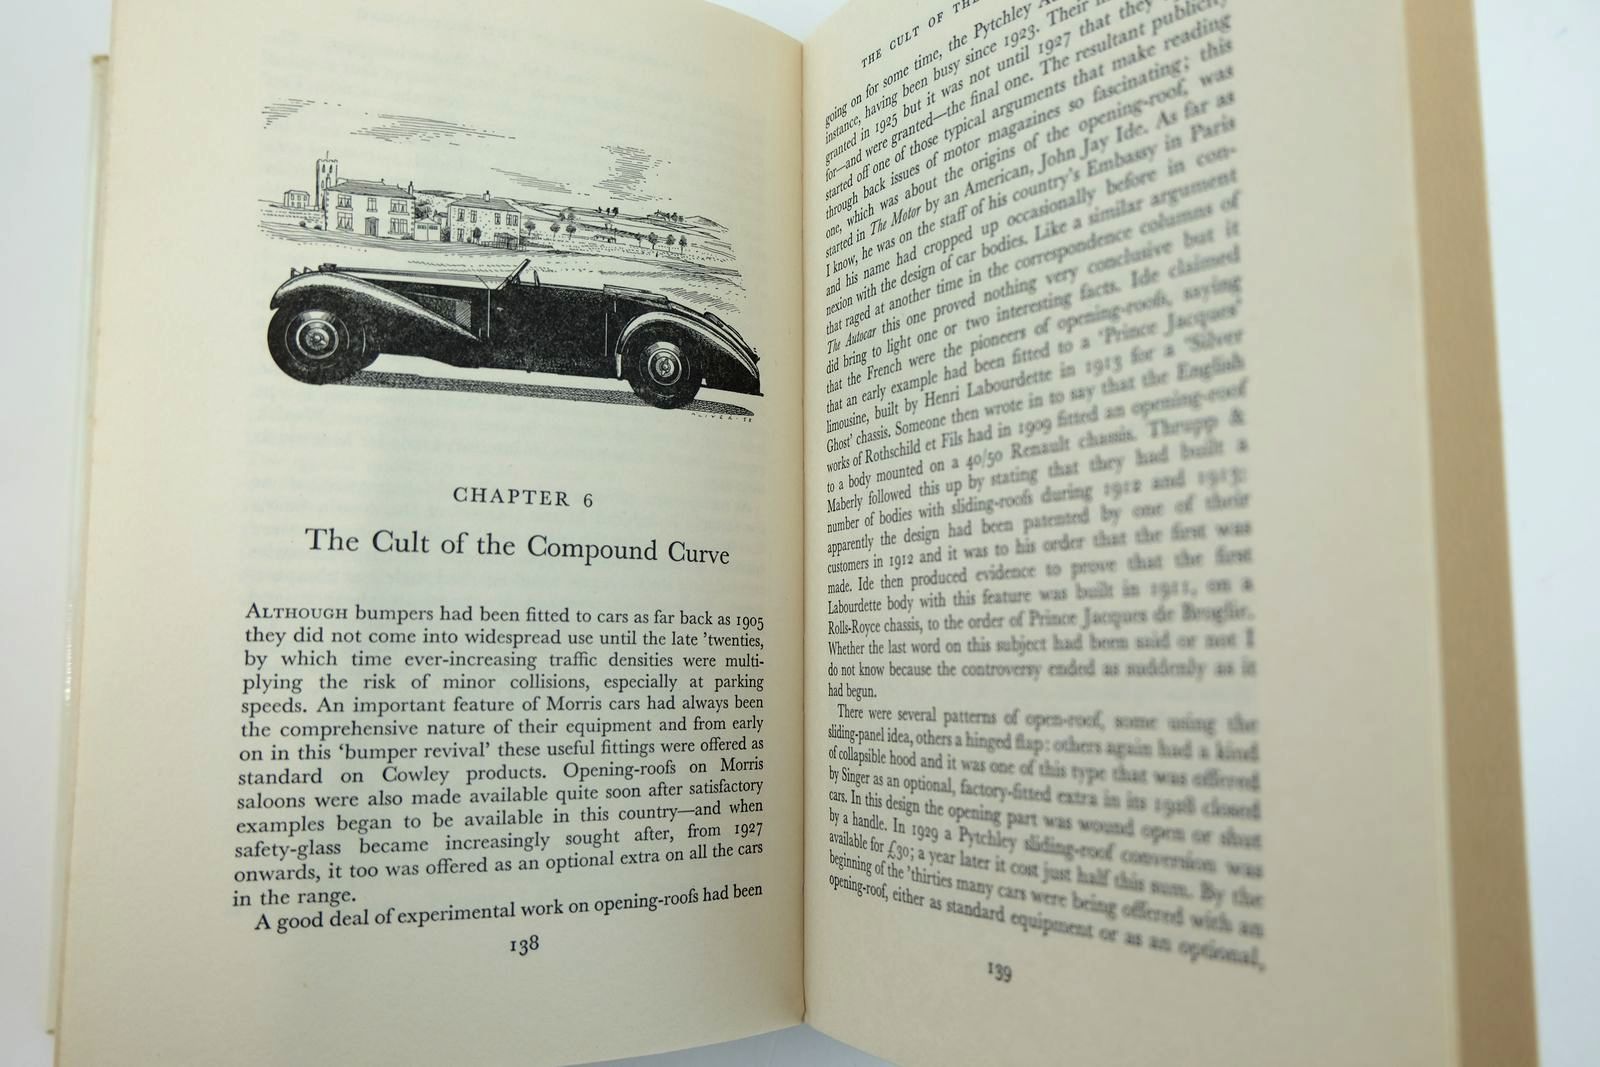 OLIVER-58
CHAPTER 6
The Cult of the Compound Curve
ALTHOUGH bumpers had been fitted to cars as far back as 1905
they did not come into widespread use until the late ’twenties,
by which time ever-increasing traffic densities were multi-
plying the risk of minor collisions, especially at parking
speeds. An important feature of Morris cars had always been
the comprehensive nature of their equipment and from early
on in this ‘bumper revival’ these useful fittings were offered as
standard on Cowley products. Opening-roofs on Morris
saloons were also made available quite soon after satisfactory
examples began to be available in this country—and when
safety-glass became increasingly sought after, from 1927
onwards, it too was offered as an optional extra on all the cars
in the range.
A good deal of experimental work on opening-roofs had been
138
THE CULT OF THE
going on for some time, the Pytchley
instance, having been busy since 1923. Their
granted in 1925 but it was not until 1927 that they
for—and were granted—the final one. The resultant publicity
started off one of those typical arguments that make reading
through back issues of motor magazines so fascinating; this
one, which was about the origins of the opening-roof, was
started in The Motor by an American, John Jay Ide. As far as
I know, he was on the staff of his country’s Embassy in Paris
and his name had cropped up occasionally before in con-
nexion with the design of car bodies. Like a similar argument
that raged at another time in the correspondence columns of
The Autocar this one proved nothing very conclusive but it
did bring to light one or two interesting facts. Ide claimed
that the French were the pioneers of opening-roofs, saying
that an early example had been fitted to a ‘Prince Jacques’
limousine, built by Henri Labourdette in 1913 for a ‘Silver
Ghost’ chassis. Someone then wrote in to say that the English
works of Rothschild et Fils had in 1909 fitted an opening-roof
to a body mounted on a 40/50 Renault chassis. Thrupp &
Maberly followed this up by stating that they had built a
number of bodies with sliding-roofs during 1912 and 1913;
apparently the design had been patented by one of their
customers in 1912 and it was to his order that the first was
made. Ide then produced evidence to prove that the first
Labourdette body with this feature was built in 1911, on a
Rolls-Royce chassis, to the order of Prince Jacques de Broglie.
Whether the last word on this subject had been said or not I
do not know because the controversy ended as suddenly as it
had begun.
There were several patterns of open-roof, some using the
sliding-panel idea, others a hinged flap: others again had a kind
of collapsible hood and it was one of this type that was offered
by Singer as an optional, factory-fitted extra in its 1928 closed
cars. In this design the opening part was wound open or shut
by a handle. In 1929 a Pytchley sliding-roof conversion was
available for £30; a year later it cost just half this sum. By the
beginning of the ’thirties many cars were being offered with an
opening-roof, either as standard equipment or as an optional,
139